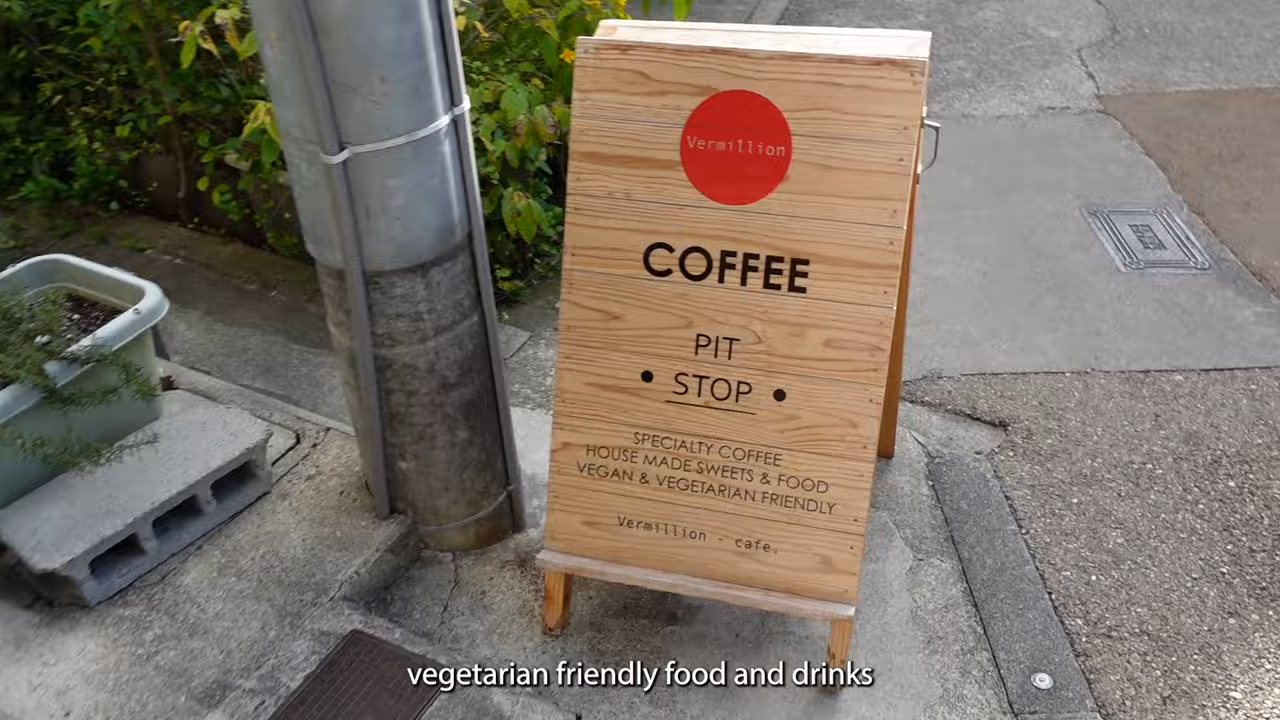 Vermillion
COFFEE
PIT
• STOP •
SPECIALTY COFFEE
HOUSE MADE SWEETS & FOOD
VEGAN & VEGETARIAN FRIENDLY
Vermillion - cafe.
vegetarian friendly food and drinks